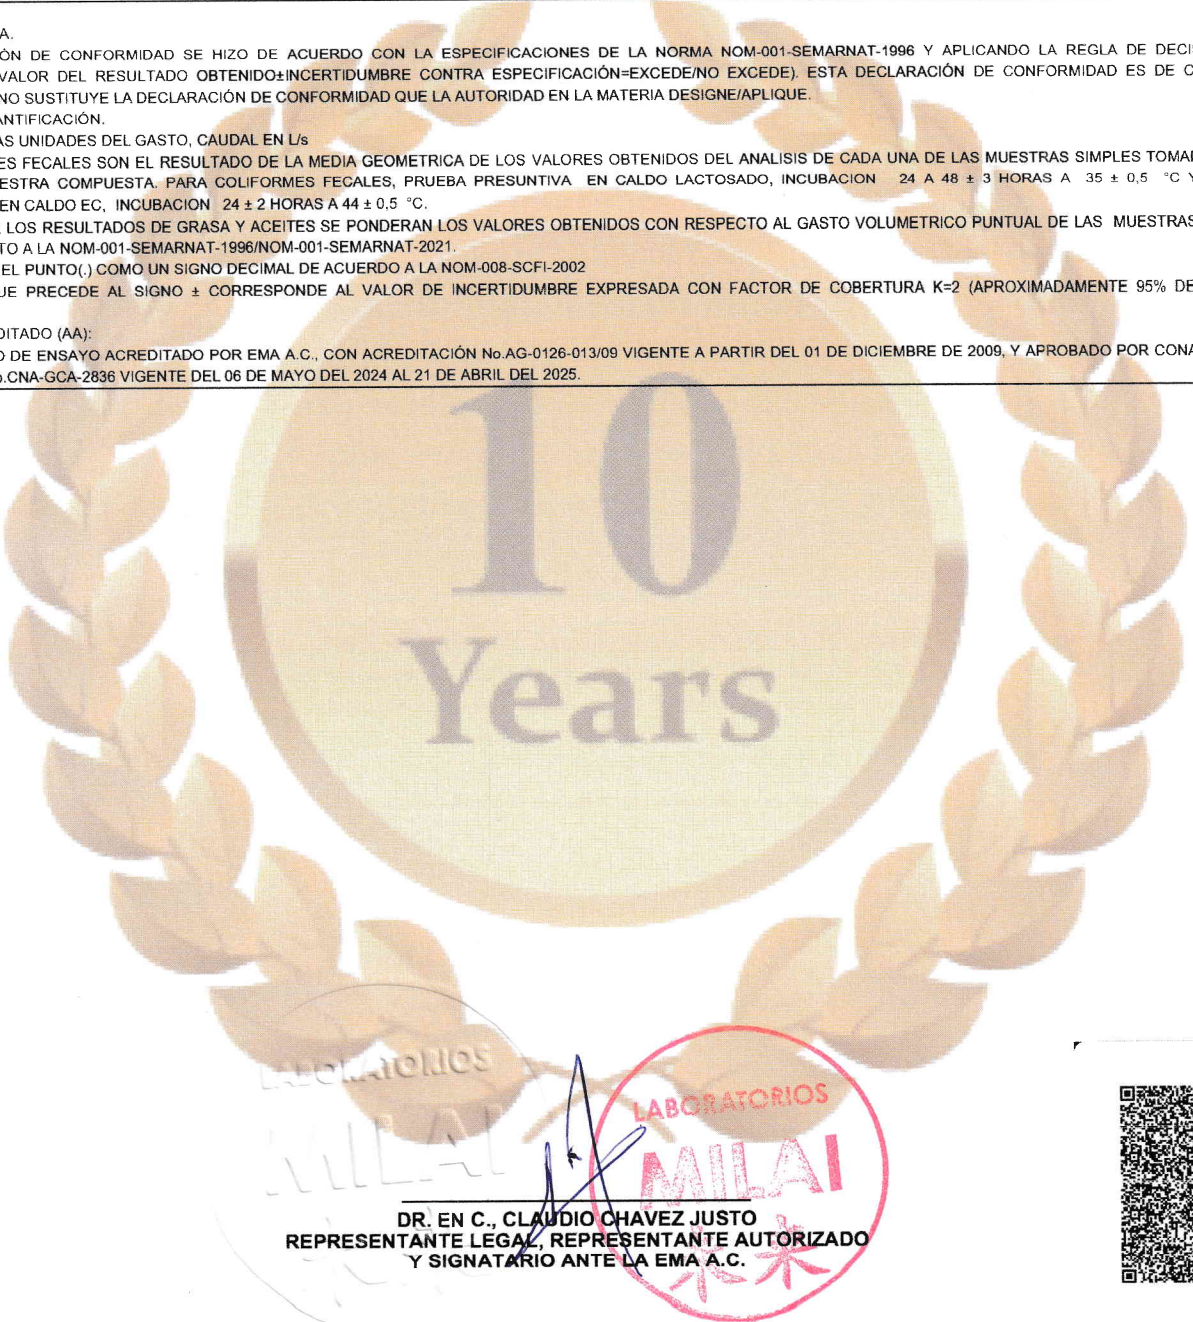 A.
ÓN DE CONFORMIDAD SE HIZO DE ACUERDO CON LA ESPECIFICACIONES DE LA NORMA NOM-001-SEMARNAT-1996 Y APLICANDO LA REGLA DE DECI
VALOR DEL RESULTADO OBTENIDO±INCERTIDUMBRE CONTRA ESPECIFICACIÓN=EXCEDE/NO EXCEDE). ESTA DECLARACIÓN DE CONFORMIDAD ES DE C
NO SUSTITUYE LA DECLARACIÓN DE CONFORMIDAD QUE LA AUTORIDAD EN LA MATERIA DESIGNE/APLIQUE.
ANTIFICACIÓN.
AS UNIDADES DEL GASTO, CAUDAL EN L/s
ES FECALES SON EL RESULTADO DE LA MEDIA GEOMETRICA DE LOS VALORES OBTENIDOS DEL ANALISIS DE CADA UNA DE LAS MUESTRAS SIMPLES TOMA
ESTRA COMPUESTA. PARA COLIFORMES FECALES, PRUEBA PRESUNTIVA EN CALDO LACTOSADO, INCUBACION 24 A 48 ± 3 HORAS A 35 ± 0,5 °C Y
EN CALDO EC, INCUBACION 24 ± 2 HORAS A 44 ± 0,5 °C.
LOS RESULTADOS DE GRASA Y ACEITES SE PONDERAN LOS VALORES OBTENIDOS CON RESPECTO AL GASTO VOLUMETRICO PUNTUAL DE LAS MUESTRAS
TO A LA NOM-001-SEMARNAT-1996/NOM-001-SEMARNAT-2021.
EL PUNTO(.) COMO UN SIGNO DECIMAL DE ACUERDO A LA NOM-008-SCFI-2002
UE PRECEDE AL SIGNO ± CORRESPONDE AL VALOR DE INCERTIDUMBRE EXPRESADA CON FACTOR DE COBERTURA K=2 (APROXIMADAMENTE 95% DE
DITADO (AA):
O DE ENSAYO ACREDITADO POR EMA A.C., CON ACREDITACIÓN No.AG-0126-013/09 VIGENTE A PARTIR DEL 01 DE DICIEMBRE DE 2009, Y APROBADO POR CONA
o.CNA-GCA-2836 VIGENTE DEL 06 DE MAYO DEL 2024 AL 21 DE ABRIL DEL 2025.
10
Years
LABORATORIOS
MILAI
LABORATORIOS
MILAI
未来
DR. EN C., CLAUDIO CHAVEZ JUSTO
REPRESENTANTE LEGAL, REPRESENTANTE AUTORIZADO
Y SIGNATARIO ANTE LA EMA A.C.